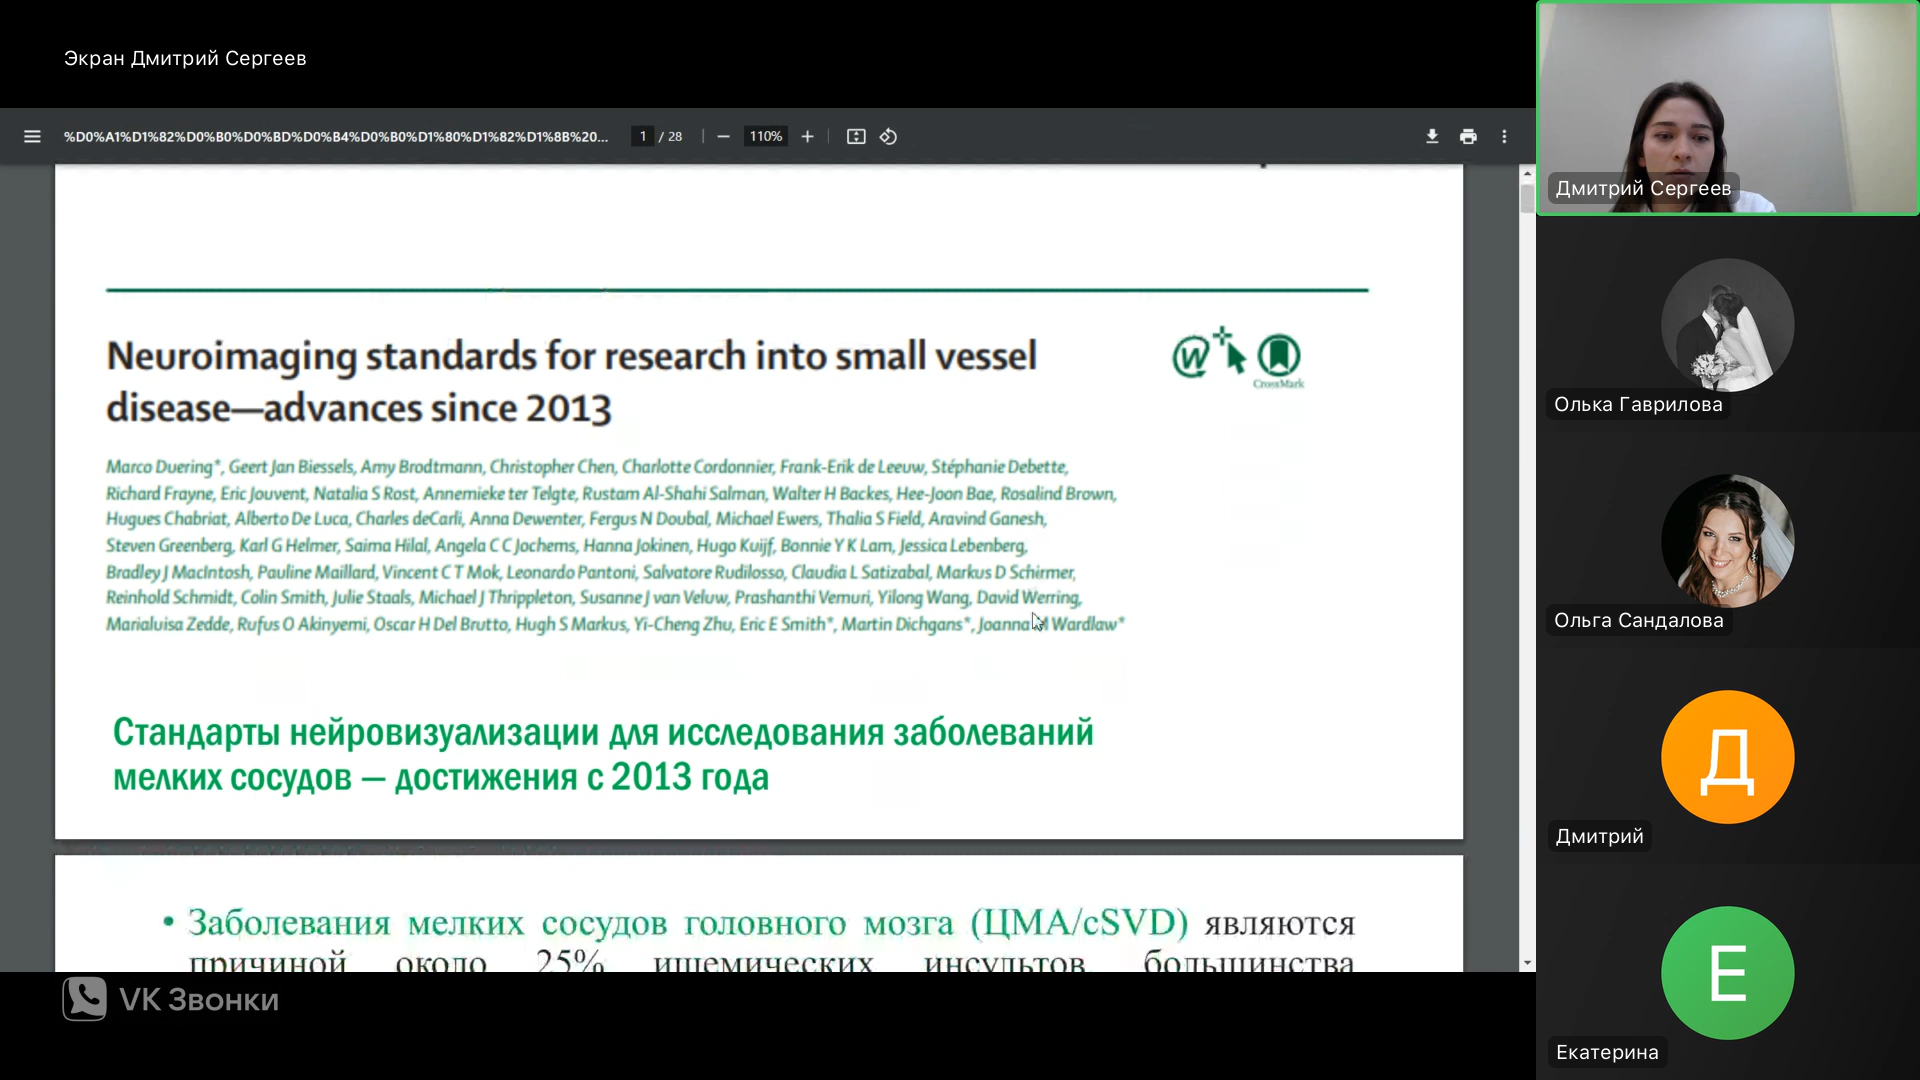 Экран Дмитрий Сергеев
%D0%A1%D1%82%D0%B0%D0%BD%D0%B4%D0%B0%D1%80%D1%82%D1%8B%20...
1 / 28
110%
Neuroimaging standards for research into small vessel
disease—advances since 2013
CrossMark
Marco Duering*, Geert Jan Biessels, Amy Brodtmann, Christopher Chen, Charlotte Cordonnier, Frank-Erik de Leeuw, Stéphanie Debette,
Richard Frayne, Eric Jouvent, Natalia S Rost, Annemieke ter Telgte, Rustam Al-Shahi Salman, Walter H Backes, Hee-Joon Bae, Rosalind Brown,
Hugues Chabriat, Alberto De Luca, Charles deCarli, Anna Dewenter, Fergus N Doubal, Michael Ewers, Thalia S Field, Aravind Ganesh,
Steven Greenberg, Karl G Helmer, Saima Hilal, Angela C C Jochems, Hanna Jokinen, Hugo Kuijf, Bonnie Y K Lam, Jessica Lebenberg,
Bradley J MacIntosh, Pauline Maillard, Vincent C T Mok, Leonardo Pantoni, Salvatore Rudilosso, Claudia L Satizabal, Markus D Schirmer,
Reinhold Schmidt, Colin Smith, Julie Staals, Michael J Thrippleton, Susanne J van Veluw, Prashanthi Vemuri, Yilong Wang, David Werring,
Marialuisa Zedde, Rufus O Akinyemi, Oscar H Del Brutto, Hugh S Markus, Yi-Cheng Zhu, Eric E Smith*, Martin Dichgans*, Joanna M Wardlaw*
Стандарты нейровизуализации для исследования заболеваний
мелких сосудов — достижения с 2013 года
• Заболевания мелких сосудов головного мозга (ЦМА/cSVD) являются
причиной около 25% ишемических инсультов большинства
VK Звонки
Дмитрий Сергеев
Олька Гаврилова
Ольга Сандалова
Д
Дмитрий
Е
Екатерина